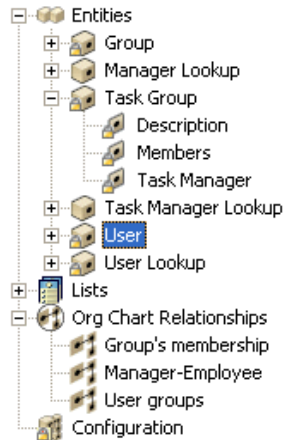 Entities
Group
Manager Lookup
Task Group
Description
Members
Task Manager
Task Manager Lookup
User
User Lookup
Lists
Org Chart Relationships
Group's membership
Manager-Employee
User groups
Configuration